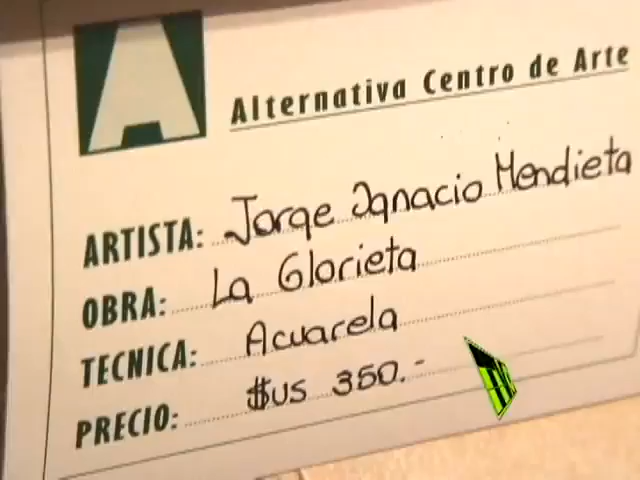 A
Alternativa Centro de Arte
ARTISTA: Jorge Ignacio Mendieta
OBRA: La Glorieta
TECNICA: Acuarela
PRECIO: $US 350.-